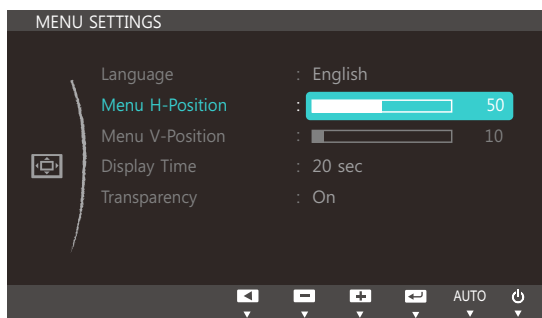 MENU SETTINGS
Language : English
Menu H-Position : 50
Menu V-Position : 10
Display Time : 20 sec
Transparency : On
AUTO